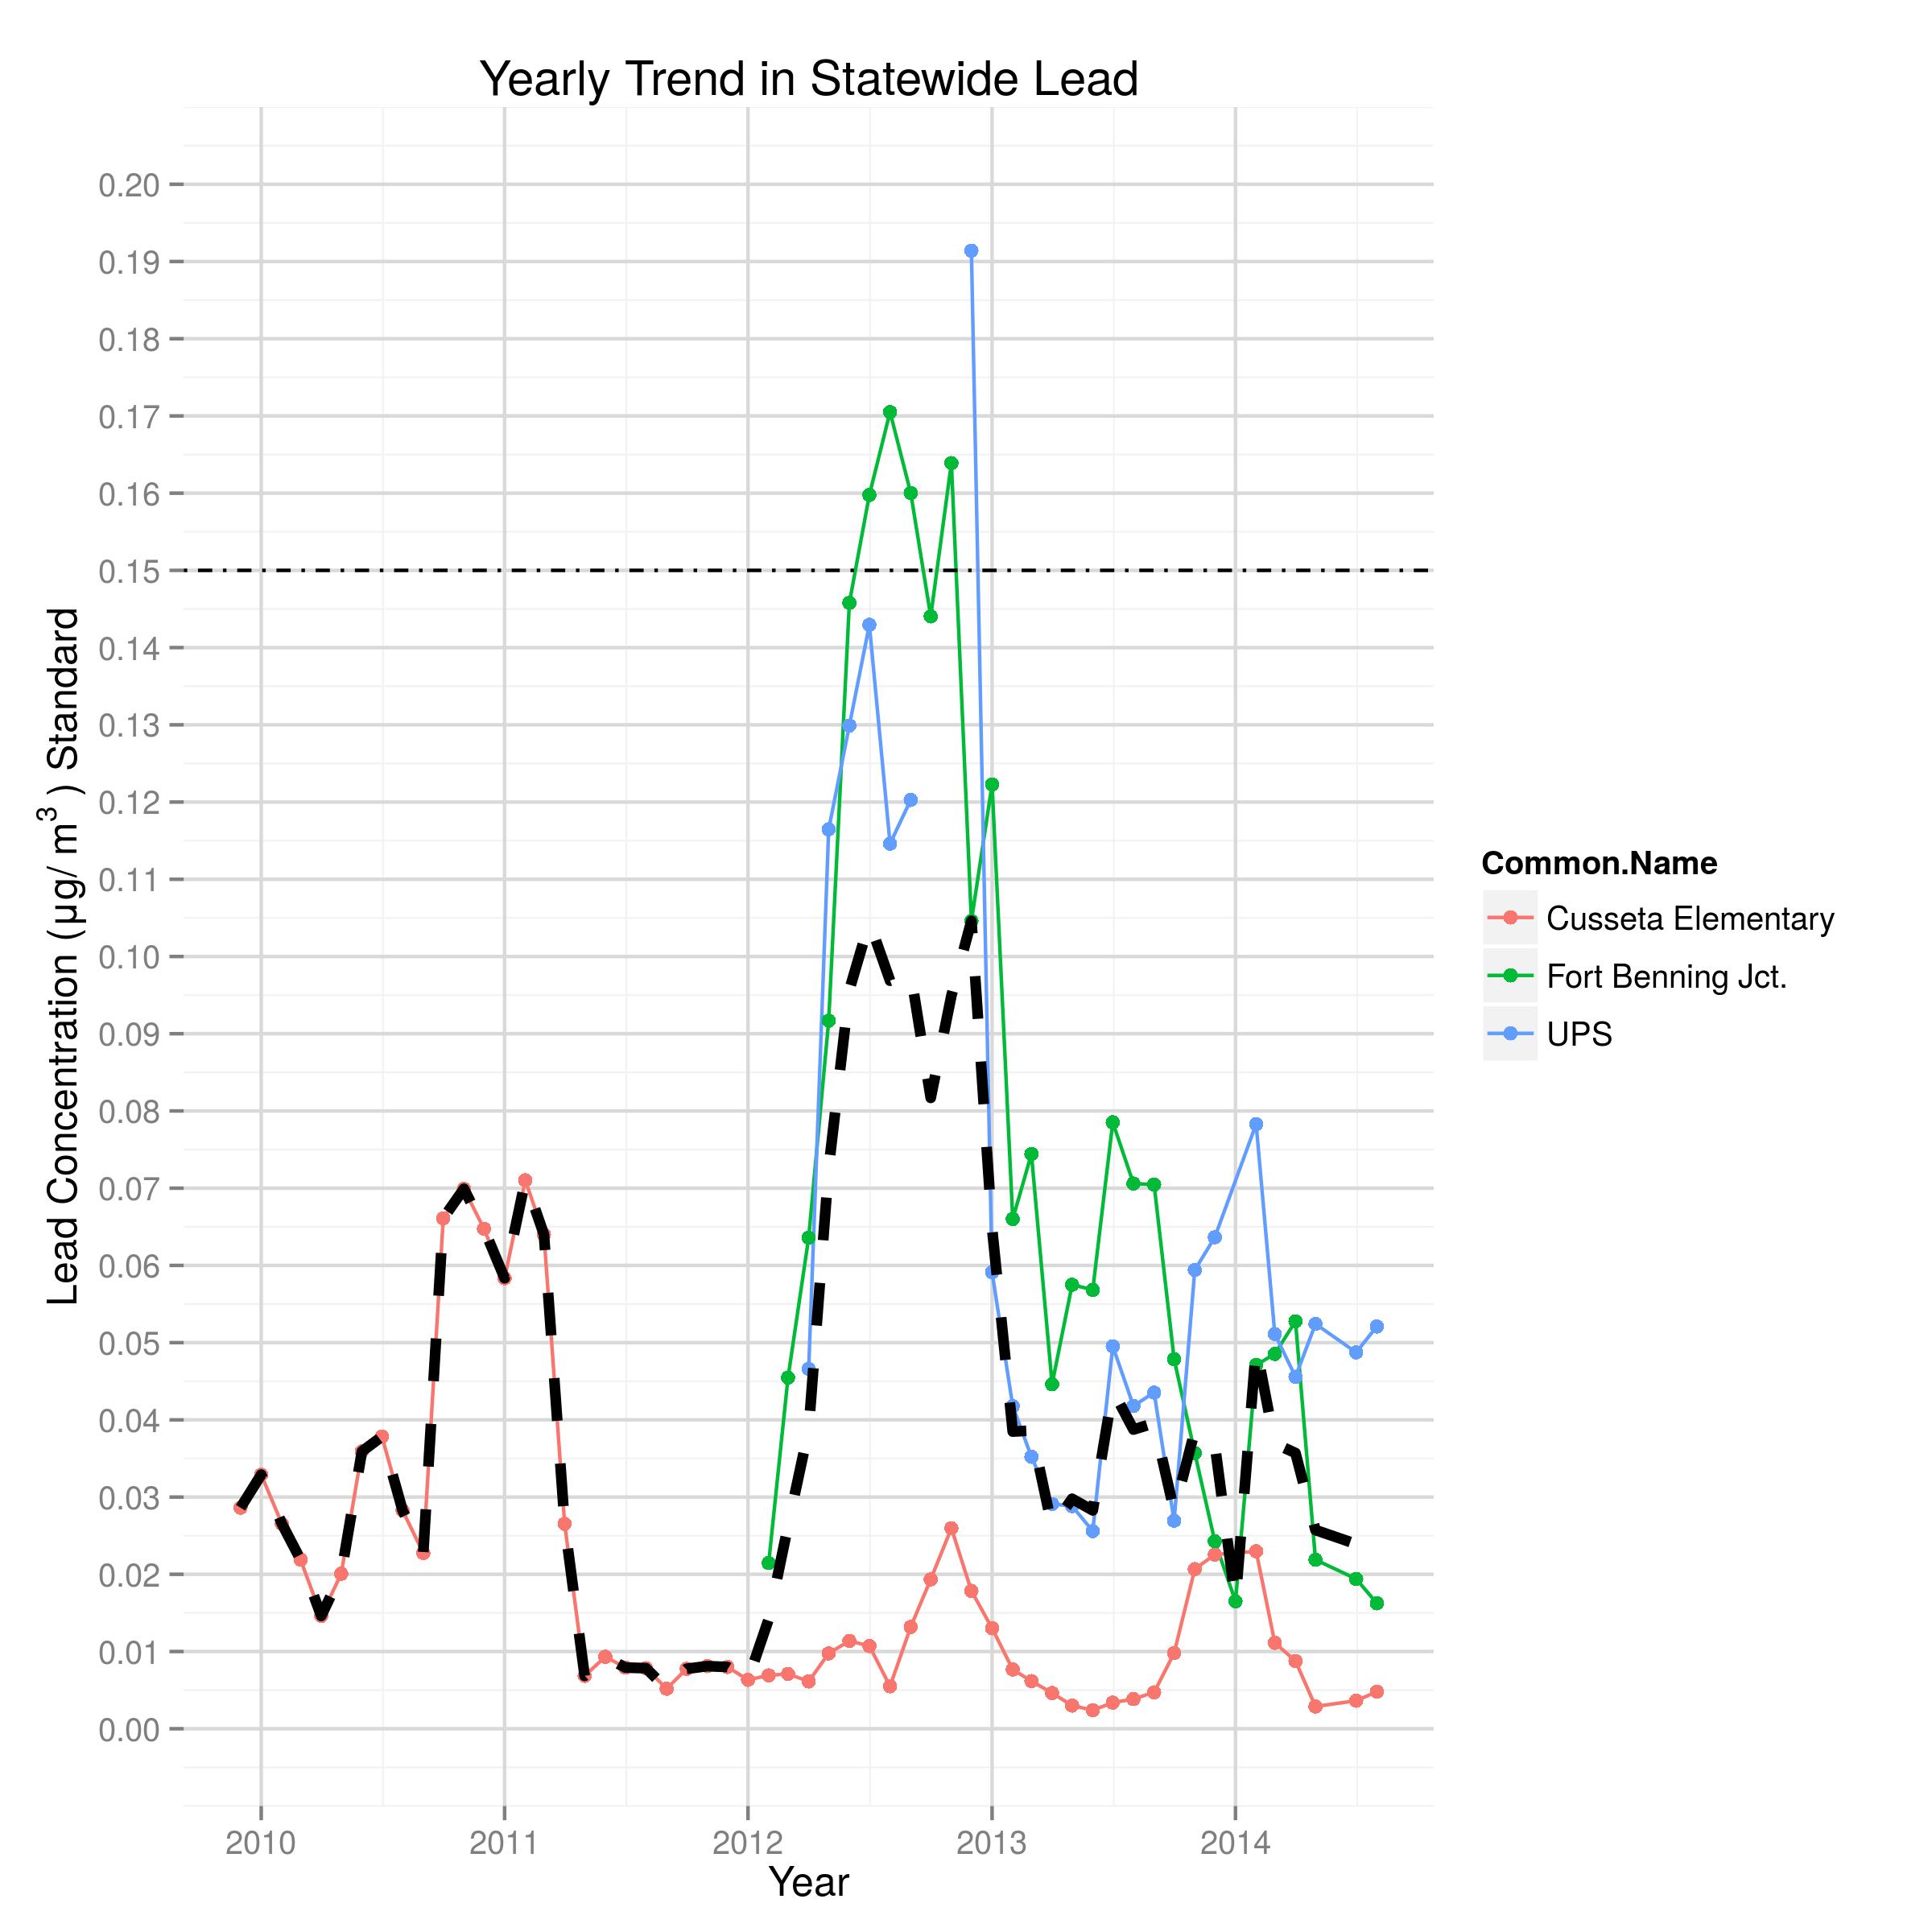 Yearly Trend in Statewide Lead
Lead Concentration (µg/ m³ ) Standard
0.20
0.19
0.18
0.17
0.16
0.15
0.14
0.13
0.12
0.11
0.10
0.09
0.08
0.07
0.06
0.05
0.04
0.03
0.02
0.01
0.00
2010 2011 2012 2013 2014
Year
Common.Name
Cusseta Elementary
Fort Benning Jct.
UPS